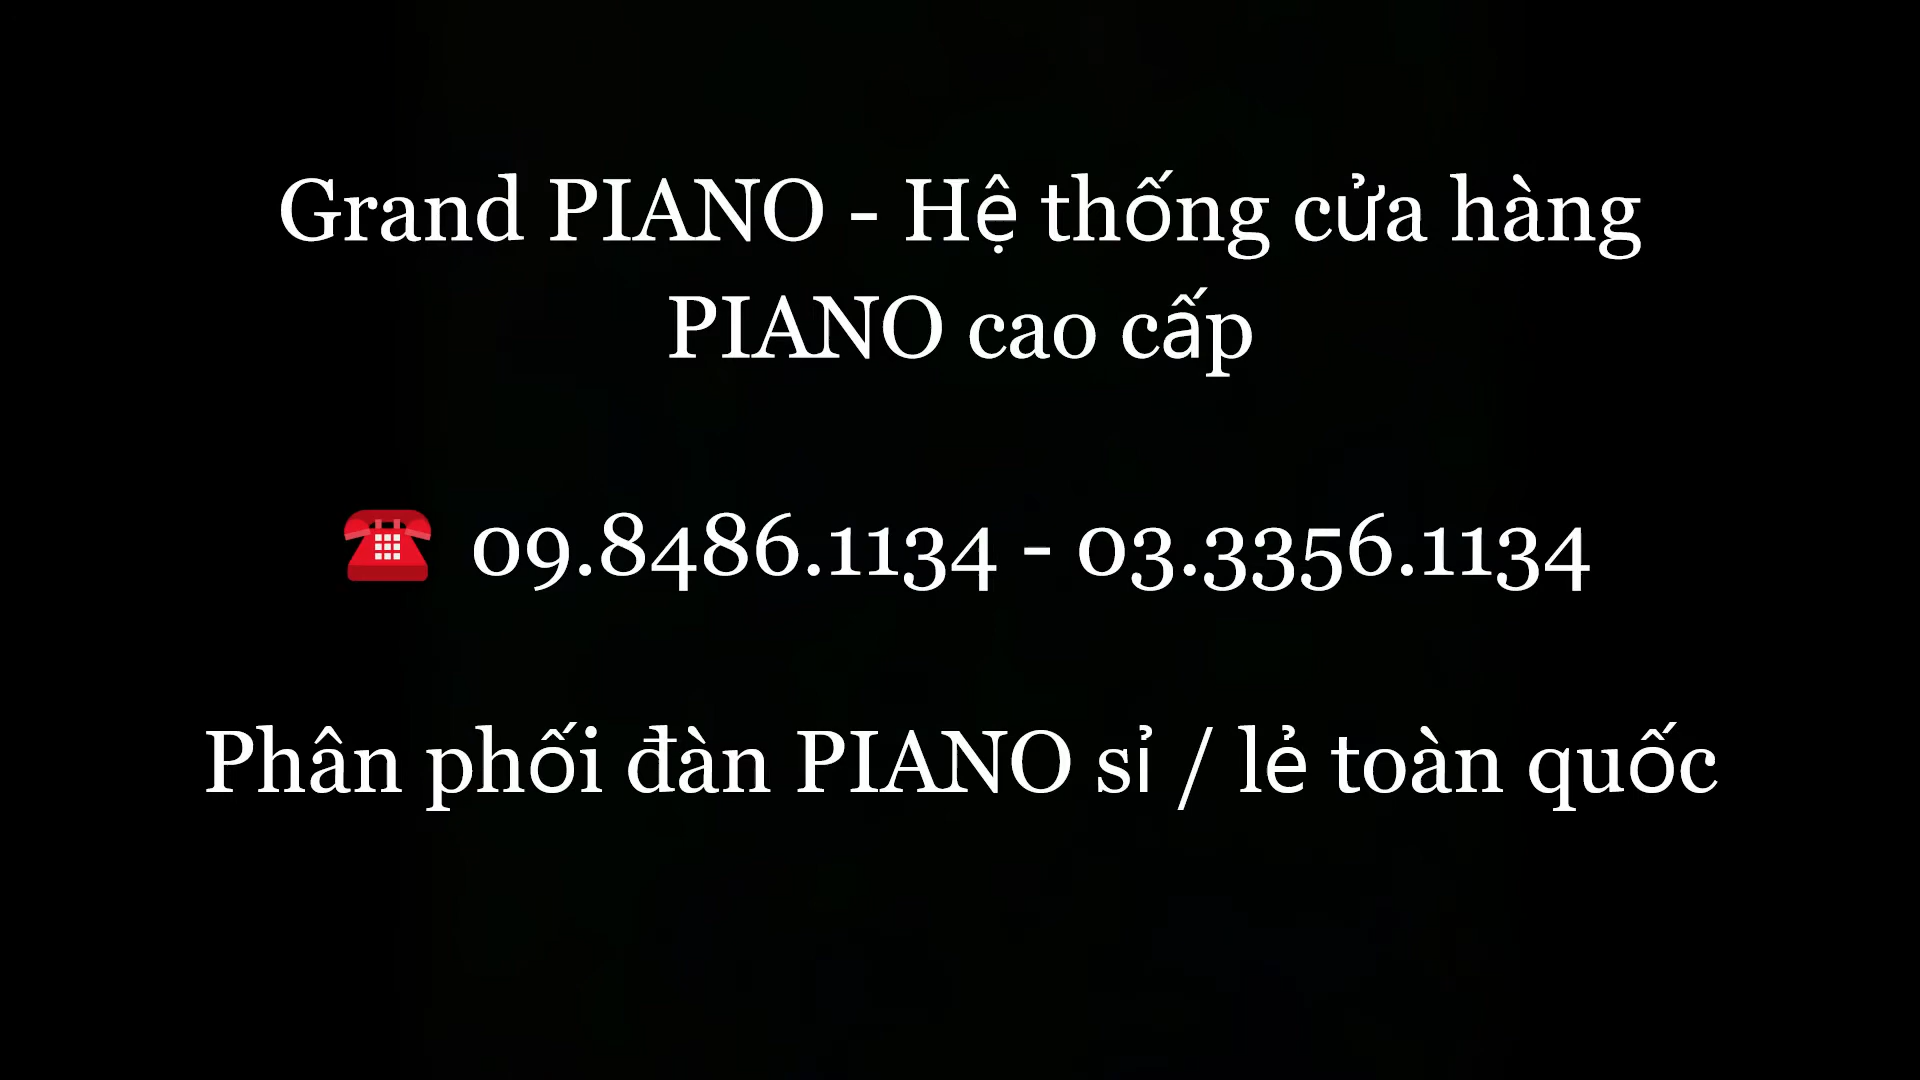 Grand PIANO - Hệ thống cửa hàng
PIANO cao cấp
☎️ 09.8486.1134 - 03.3356.1134
Phân phối đàn PIANO sỉ / lẻ toàn quốc